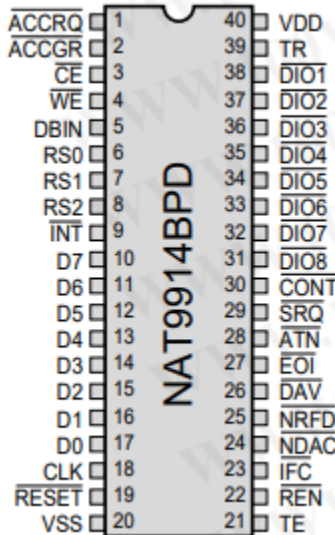 ACCRQ 1 40 VDD
ACCGR 2 39 TR
CE 3 38 DIO1
WE 4 37 DIO2
DBIN 5 36 DIO3
RS0 6 35 DIO4
RS1 7 34 DIO5
RS2 8 33 DIO6
INT 9 32 DIO7
D7 10 31 DIO8
D6 11 30 CONT
D5 12 29 SRQ
D4 13 28 ATN
D3 14 27 EOI
D2 15 26 DAV
D1 16 25 NRFD
D0 17 24 NDAC
CLK 18 23 IFC
RESET 19 22 REN
VSS 20 21 TE
NAT9914BPD